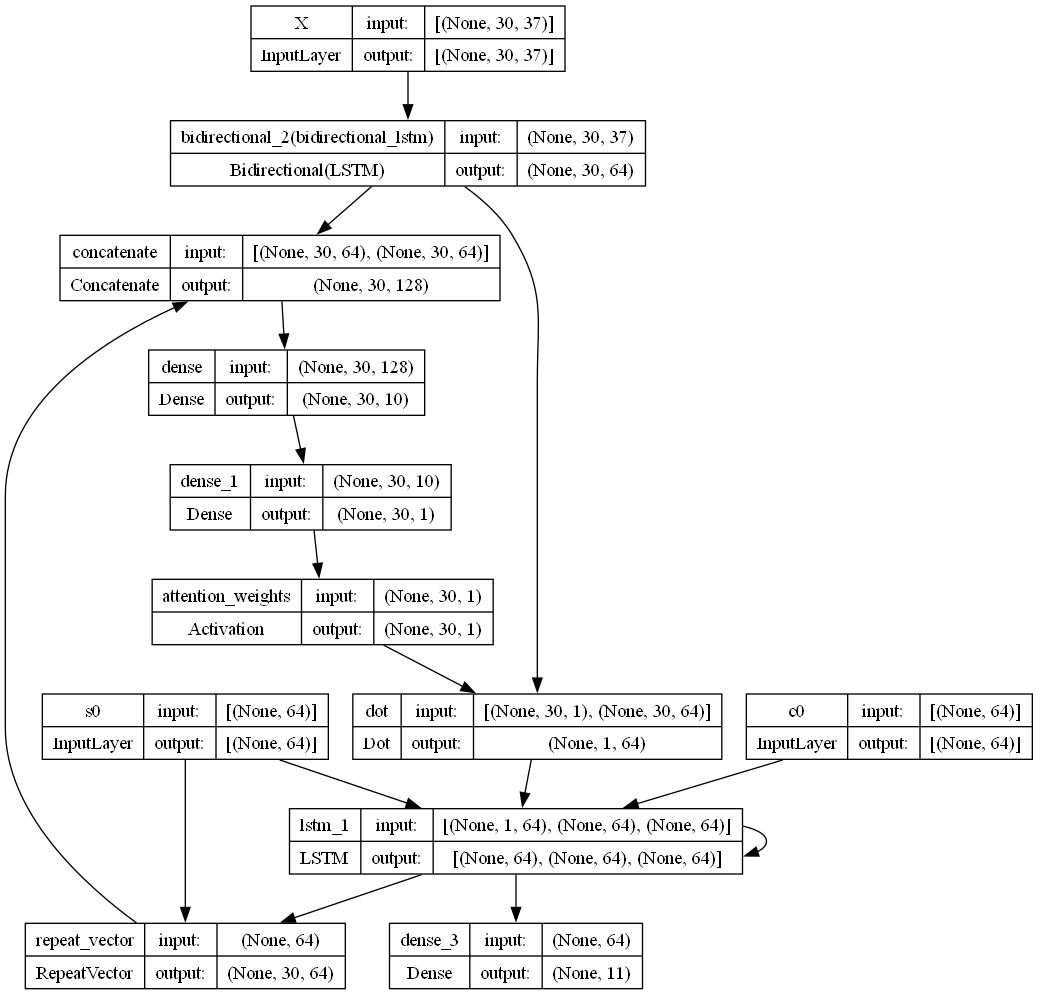 X input: [(None, 30, 37)]
InputLayer output: [(None, 30, 37)]
bidirectional_2(bidirectional_lstm) input: (None, 30, 37)
Bidirectional(LSTM) output: (None, 30, 64)
concatenate input: [(None, 30, 64), (None, 30, 64)]
Concatenate output: (None, 30, 128)
dense input: (None, 30, 128)
Dense output: (None, 30, 10)
dense_1 input: (None, 30, 10)
Dense output: (None, 30, 1)
attention_weights input: (None, 30, 1)
Activation output: (None, 30, 1)
s0 input: [(None, 64)]
InputLayer output: [(None, 64)]
dot input: [(None, 30, 1), (None, 30, 64)]
Dot output: (None, 1, 64)
c0 input: [(None, 64)]
InputLayer output: [(None, 64)]
lstm_1 input: [(None, 1, 64), (None, 64), (None, 64)]
LSTM output: [(None, 64), (None, 64), (None, 64)]
repeat_vector input: (None, 64)
RepeatVector output: (None, 30, 64)
dense_3 input: (None, 64)
Dense output: (None, 11)